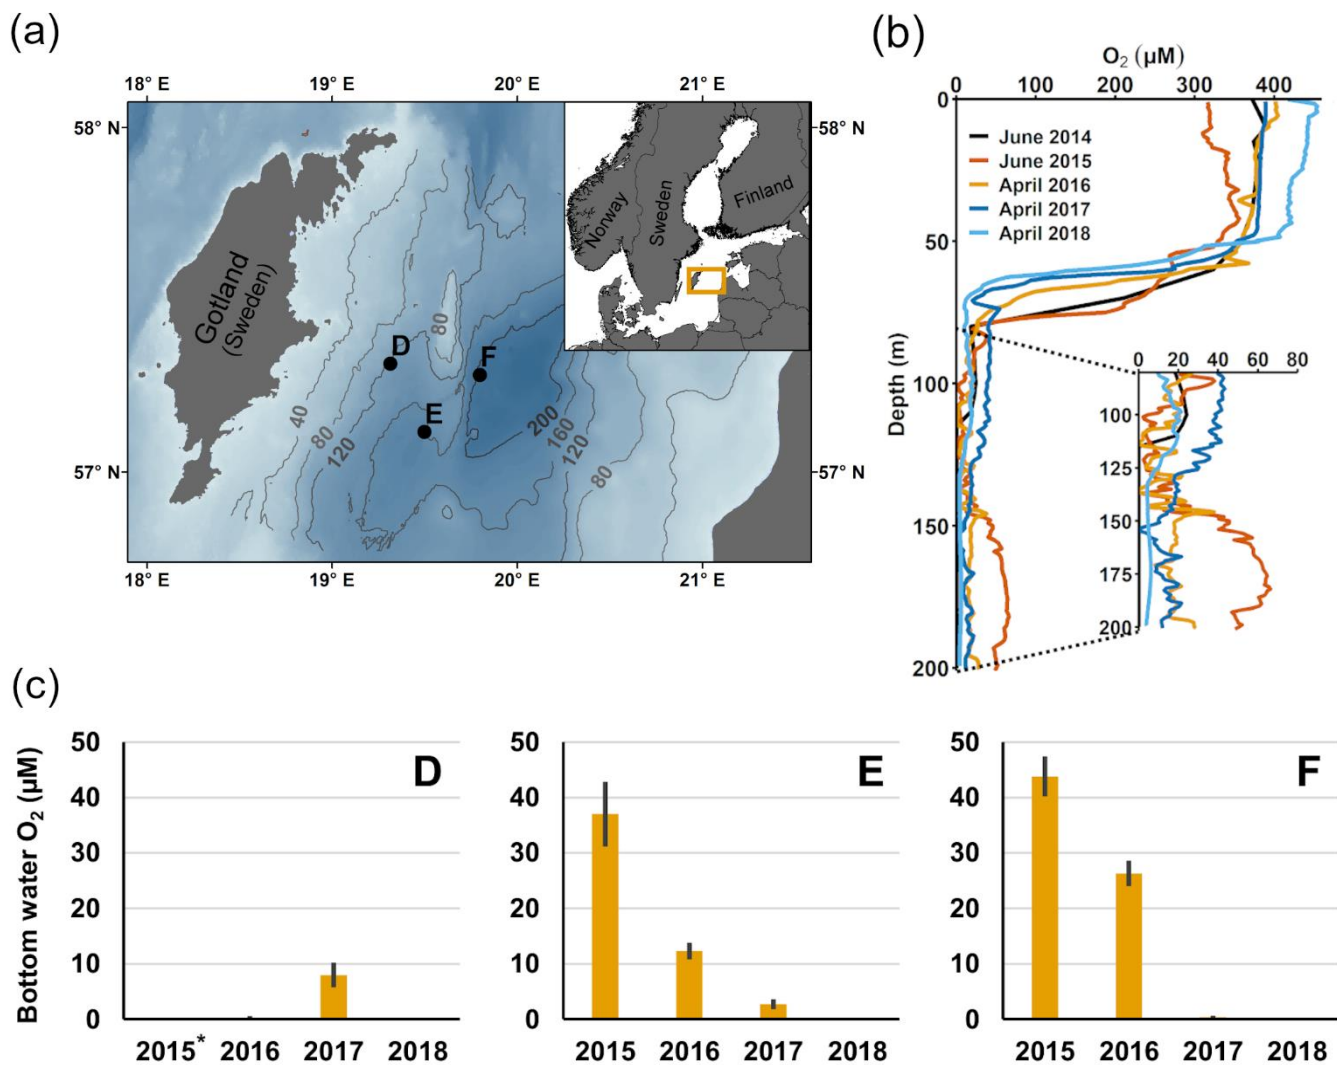 (a)
18° E 19° E 20° E 21° E
58° N 58° N
57° N 57° N
18° E 19° E 20° E 21° E
Gotland
(Sweden)
D
E
F
40
80
120
80
200
160
120
80
Norway
Sweden
Finland
(b)
O₂ (µM)
0 100 200 300 400
Depth (m)
0
50
100
150
200
June 2014
June 2015
April 2016
April 2017
April 2018
0 20 40 60 80
100
125
150
175
200
(c)
Bottom water O₂ (µM)
50
40
30
20
10
0
D
2015* 2016 2017 2018
50
40
30
20
10
0
E
2015 2016 2017 2018
50
40
30
20
10
0
F
2015 2016 2017 2018